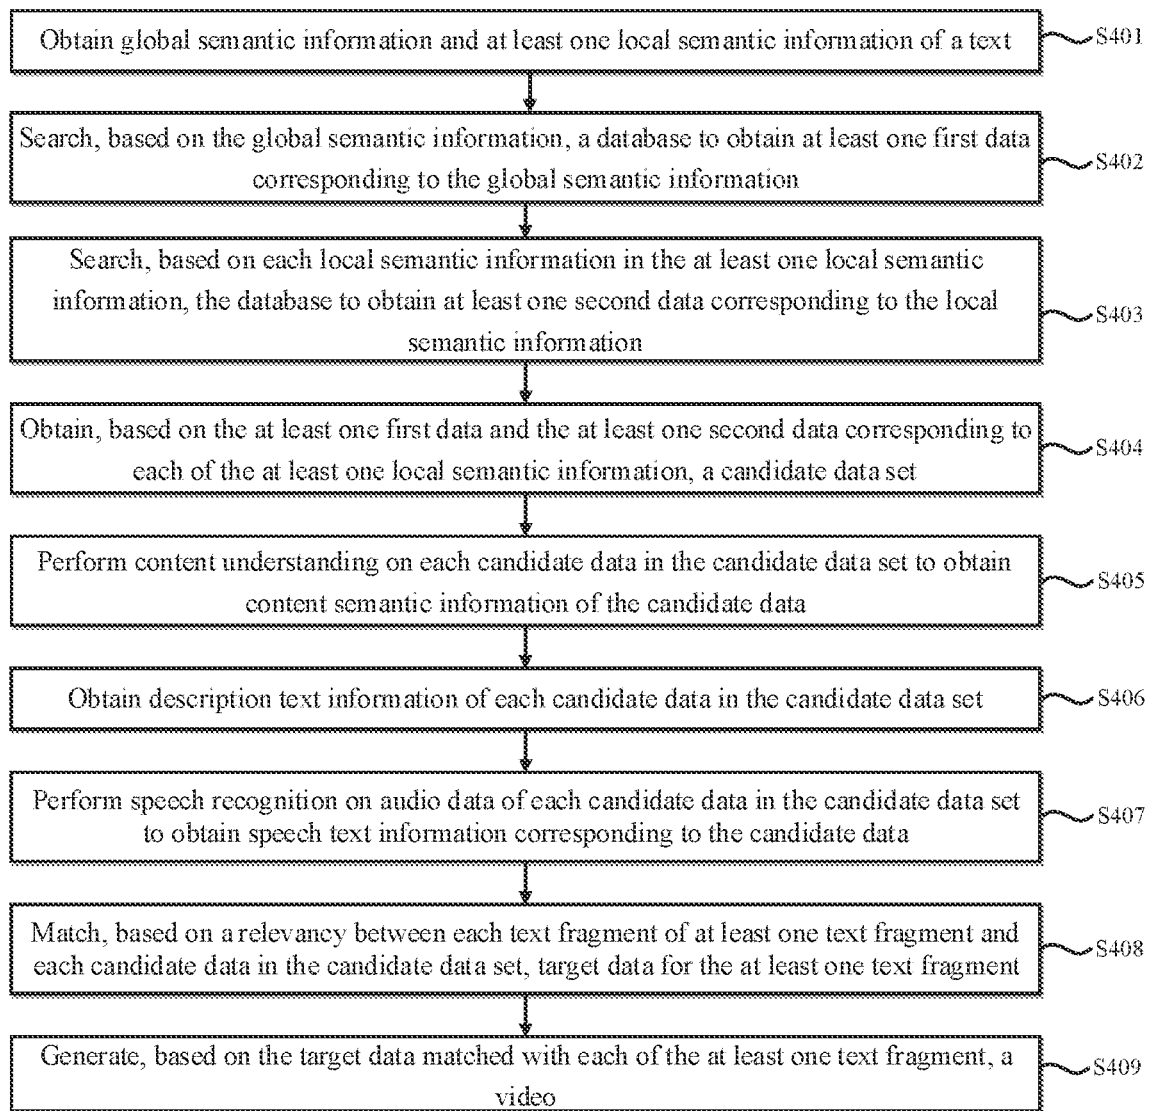 Obtain global semantic information and at least one local semantic information of a text
S401
Search, based on the global semantic information, a database to obtain at least one first data
corresponding to the global semantic information
S402
Search, based on each local semantic information in the at least one local semantic
information, the database to obtain at least one second data corresponding to the local
semantic information
S403
Obtain, based on the at least one first data and the at least one second data corresponding to
each of the at least one local semantic information, a candidate data set
S404
Perform content understanding on each candidate data in the candidate data set to obtain
content semantic information of the candidate data
S405
Obtain description text information of each candidate data in the candidate data set
S406
Perform speech recognition on audio data of each candidate data in the candidate data set
to obtain speech text information corresponding to the candidate data
S407
Match, based on a relevancy between each text fragment of at least one text fragment and
each candidate data in the candidate data set, target data for the at least one text fragment
S408
Generate, based on the target data matched with each of the at least one text fragment, a
video
S409